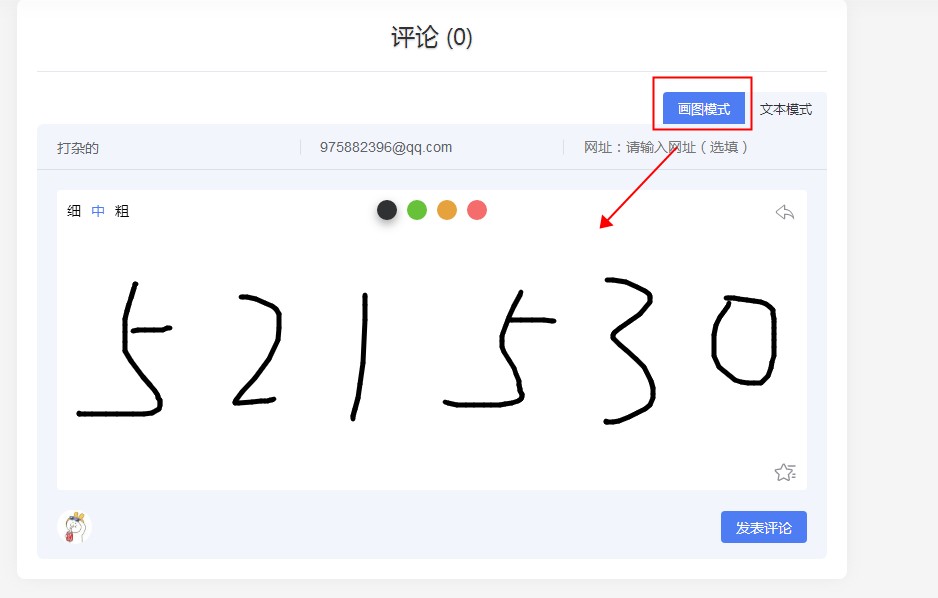 评论 (0)
画图模式 文本模式
打杂的 975882396@qq.com 网址：请输入网址（选填）
细 中 粗
521530
发表评论